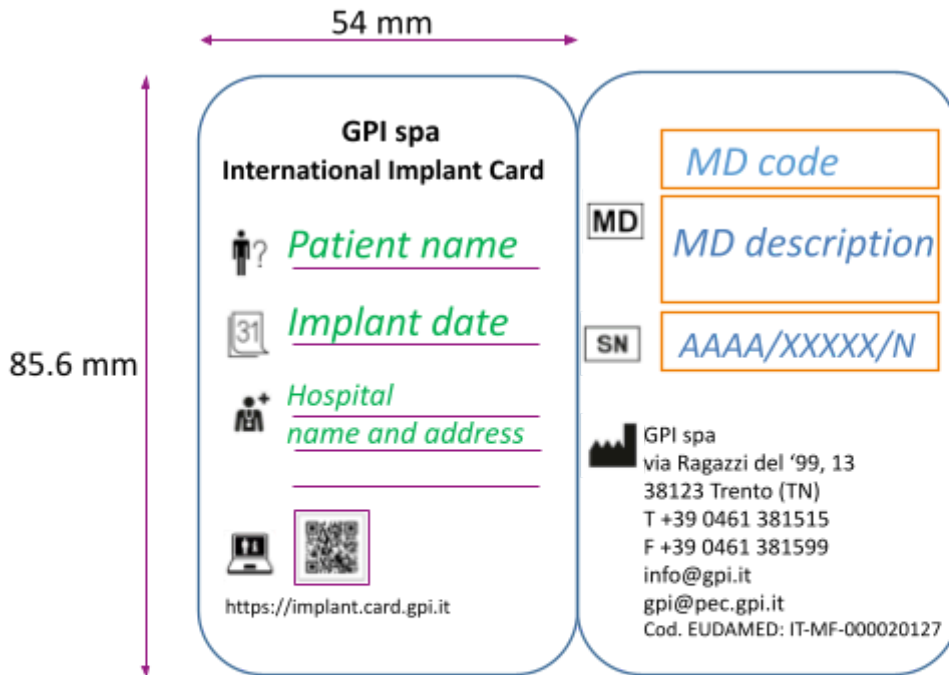 54 mm
85.6 mm
GPI spa
International Implant Card
?
Patient name
31
Implant date
Hospital
name and address
https://implant.card.gpi.it
MD
MD code
MD description
SN
AAAA/XXXXX/N
GPI spa
via Ragazzi del ‘99, 13
38123 Trento (TN)
T +39 0461 381515
F +39 0461 381599
info@gpi.it
gpi@pec.gpi.it
Cod. EUDAMED: IT-MF-000020127